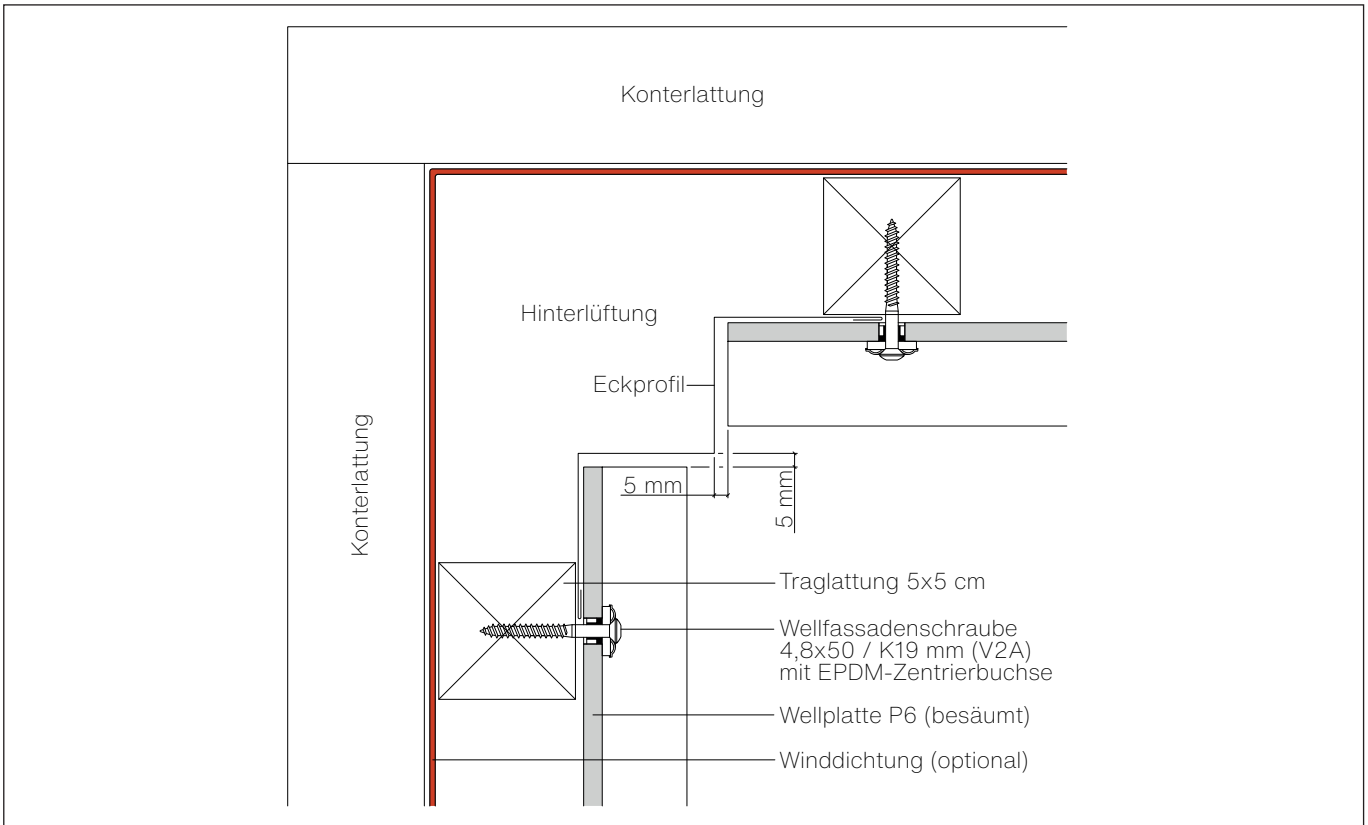 Konterlattung
Hinterlüftung
Eckprofil
Konterlattung
5 mm
5 mm
Traglattung 5x5 cm
Wellfassadenschraube
4,8x50 / K19 mm (V2A)
mit EPDM-Zentrierbuchse
Wellplatte P6 (besäumt)
Winddichtung (optional)